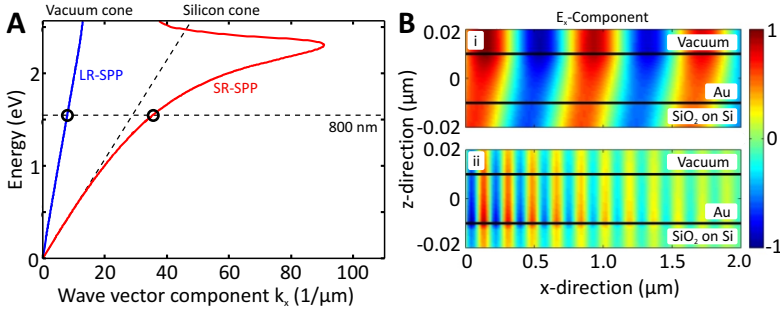 A
Vacuum cone
Silicon cone
Energy (eV)
2
1
0
LR-SPP
SR-SPP
800 nm
0
20
40
60
80
100
Wave vector component kₓ (1/µm)
B
Eₓ-Component
z-direction (µm)
0.02
0
-0.02
i
Vacuum
Au
SiO₂ on Si
0.02
0
-0.02
ii
Vacuum
Au
SiO₂ on Si
0
0.5
1.0
1.5
2.0
x-direction (µm)
1
0
-1